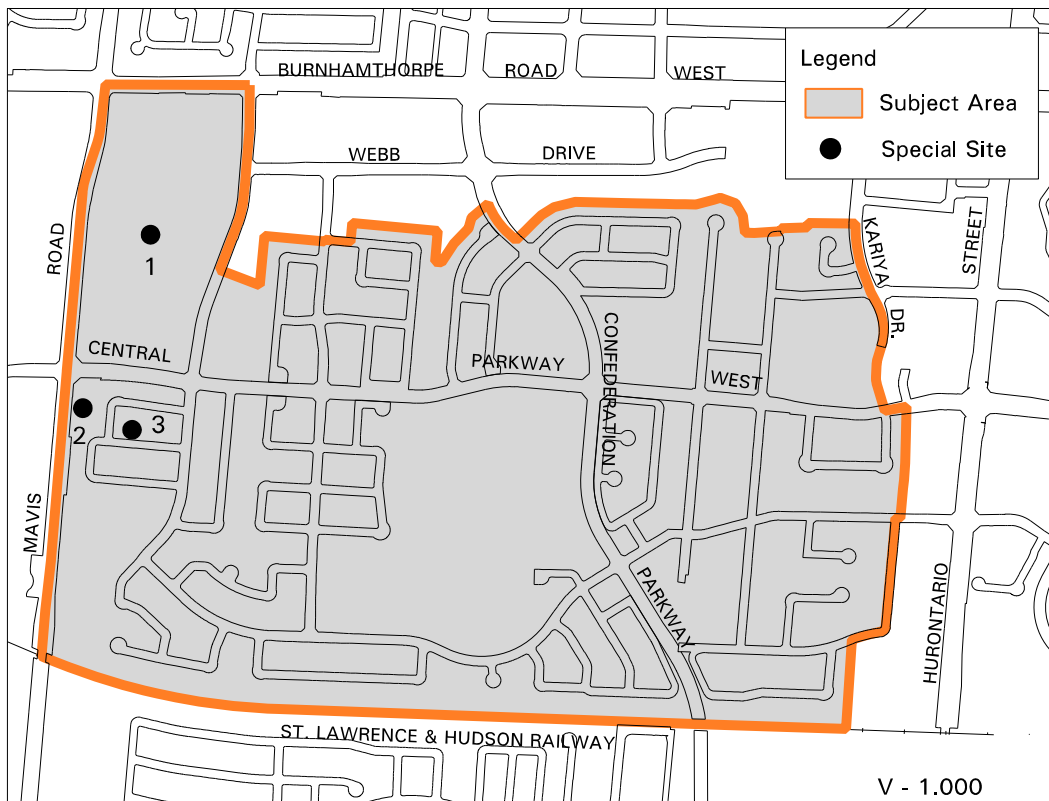 BURNHAMTHORPE ROAD WEST
Legend
Subject Area
Special Site
WEBB DRIVE
ROAD
1
KARIYA
DR.
STREET
CENTRAL
PARKWAY
CONFEDERATION
WEST
2
3
MAVIS
PARKWAY
HURONTARIO
ST. LAWRENCE & HUDSON RAILWAY
V - 1.000